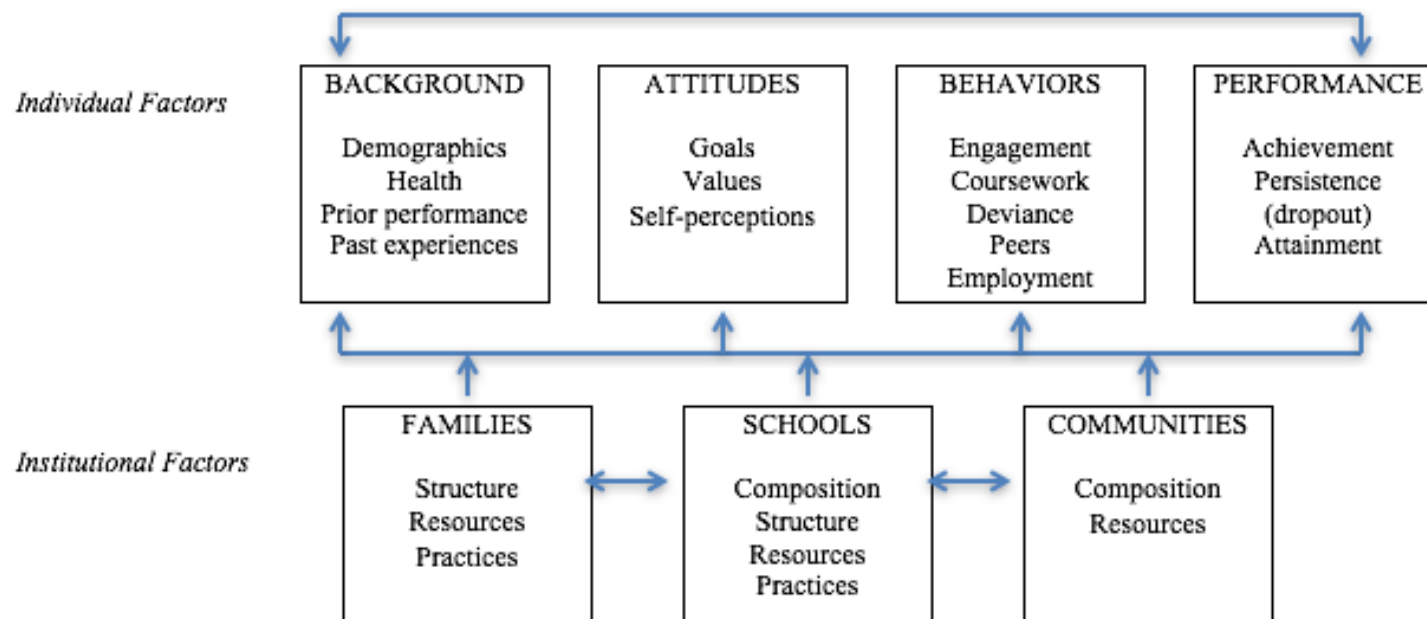 Individual Factors
BACKGROUND
Demographics
Health
Prior performance
Past experiences
ATTITUDES
Goals
Values
Self-perceptions
BEHAVIORS
Engagement
Coursework
Deviance
Peers
Employment
PERFORMANCE
Achievement
Persistence
(dropout)
Attainment
Institutional Factors
FAMILIES
Structure
Resources
Practices
SCHOOLS
Composition
Structure
Resources
Practices
COMMUNITIES
Composition
Resources